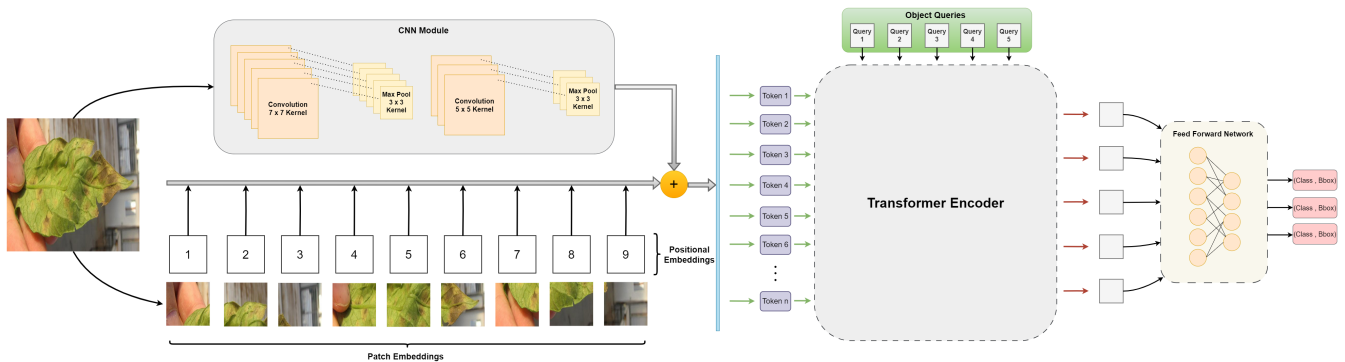 CNN Module
Convolution
7 x 7 Kernel
Max Pool
3 x 3
Kernel
Convolution
5 x 5 Kernel
Max Pool
3 x 3
Kernel
+
1
2
3
4
5
6
7
8
9
Positional
Embeddings
Patch Embeddings
Object Queries
Query
1
Query
2
Query
3
Query
4
Query
5
Token 1
Token 2
Token 3
Token 4
Token 5
Token 6
Token n
Transformer Encoder
Feed Forward Network
(Class , Bbox)
(Class , Bbox)
(Class , Bbox)